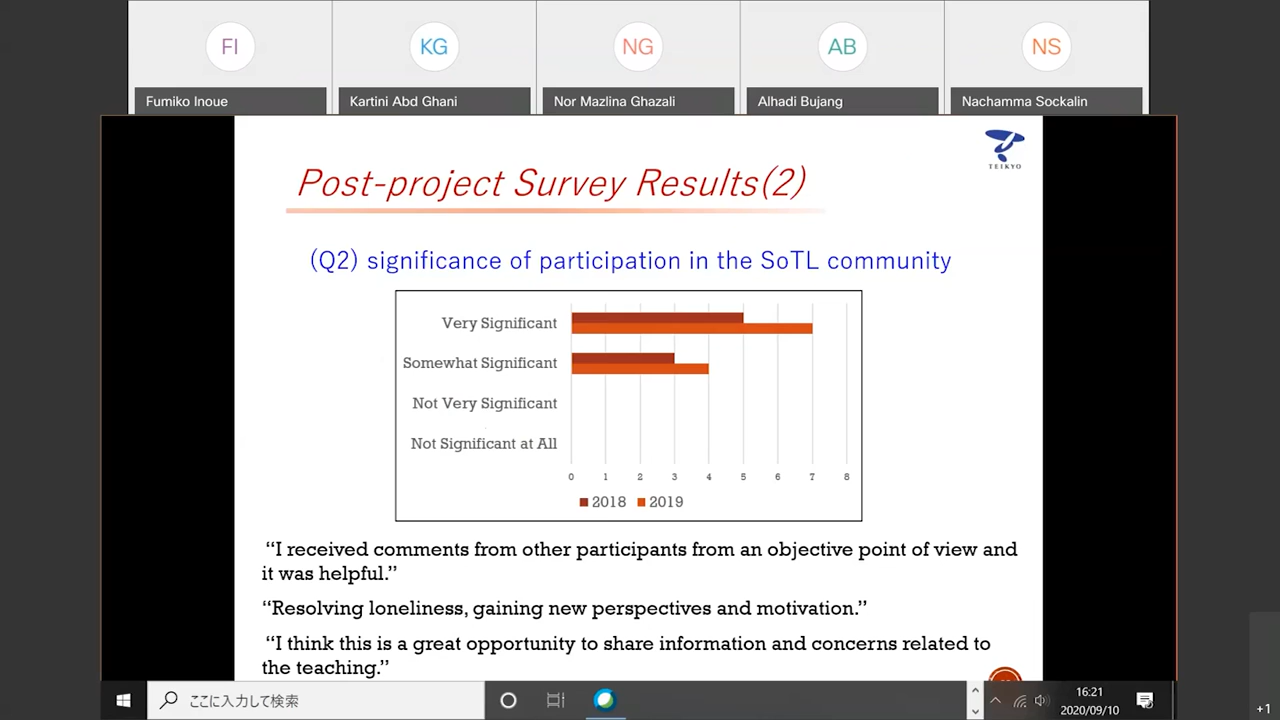 FI
KG
NG
AB
NS
Fumiko Inoue
Kartini Abd Ghani
Nor Mazlina Ghazali
Alhadi Bujang
Nachamma Sockalin
TEIKYO
Post-project Survey Results(2)
(Q2) significance of participation in the SoTL community
Very Significant
Somewhat Significant
Not Very Significant
Not Significant at All
0 1 2 3 4 5 6 7 8
2018 2019
“I received comments from other participants from an objective point of view and
it was helpful.”
“Resolving loneliness, gaining new perspectives and motivation.”
“I think this is a great opportunity to share information and concerns related to
the teaching.”
ここに入力して検索
16:21
2020/09/10
+1